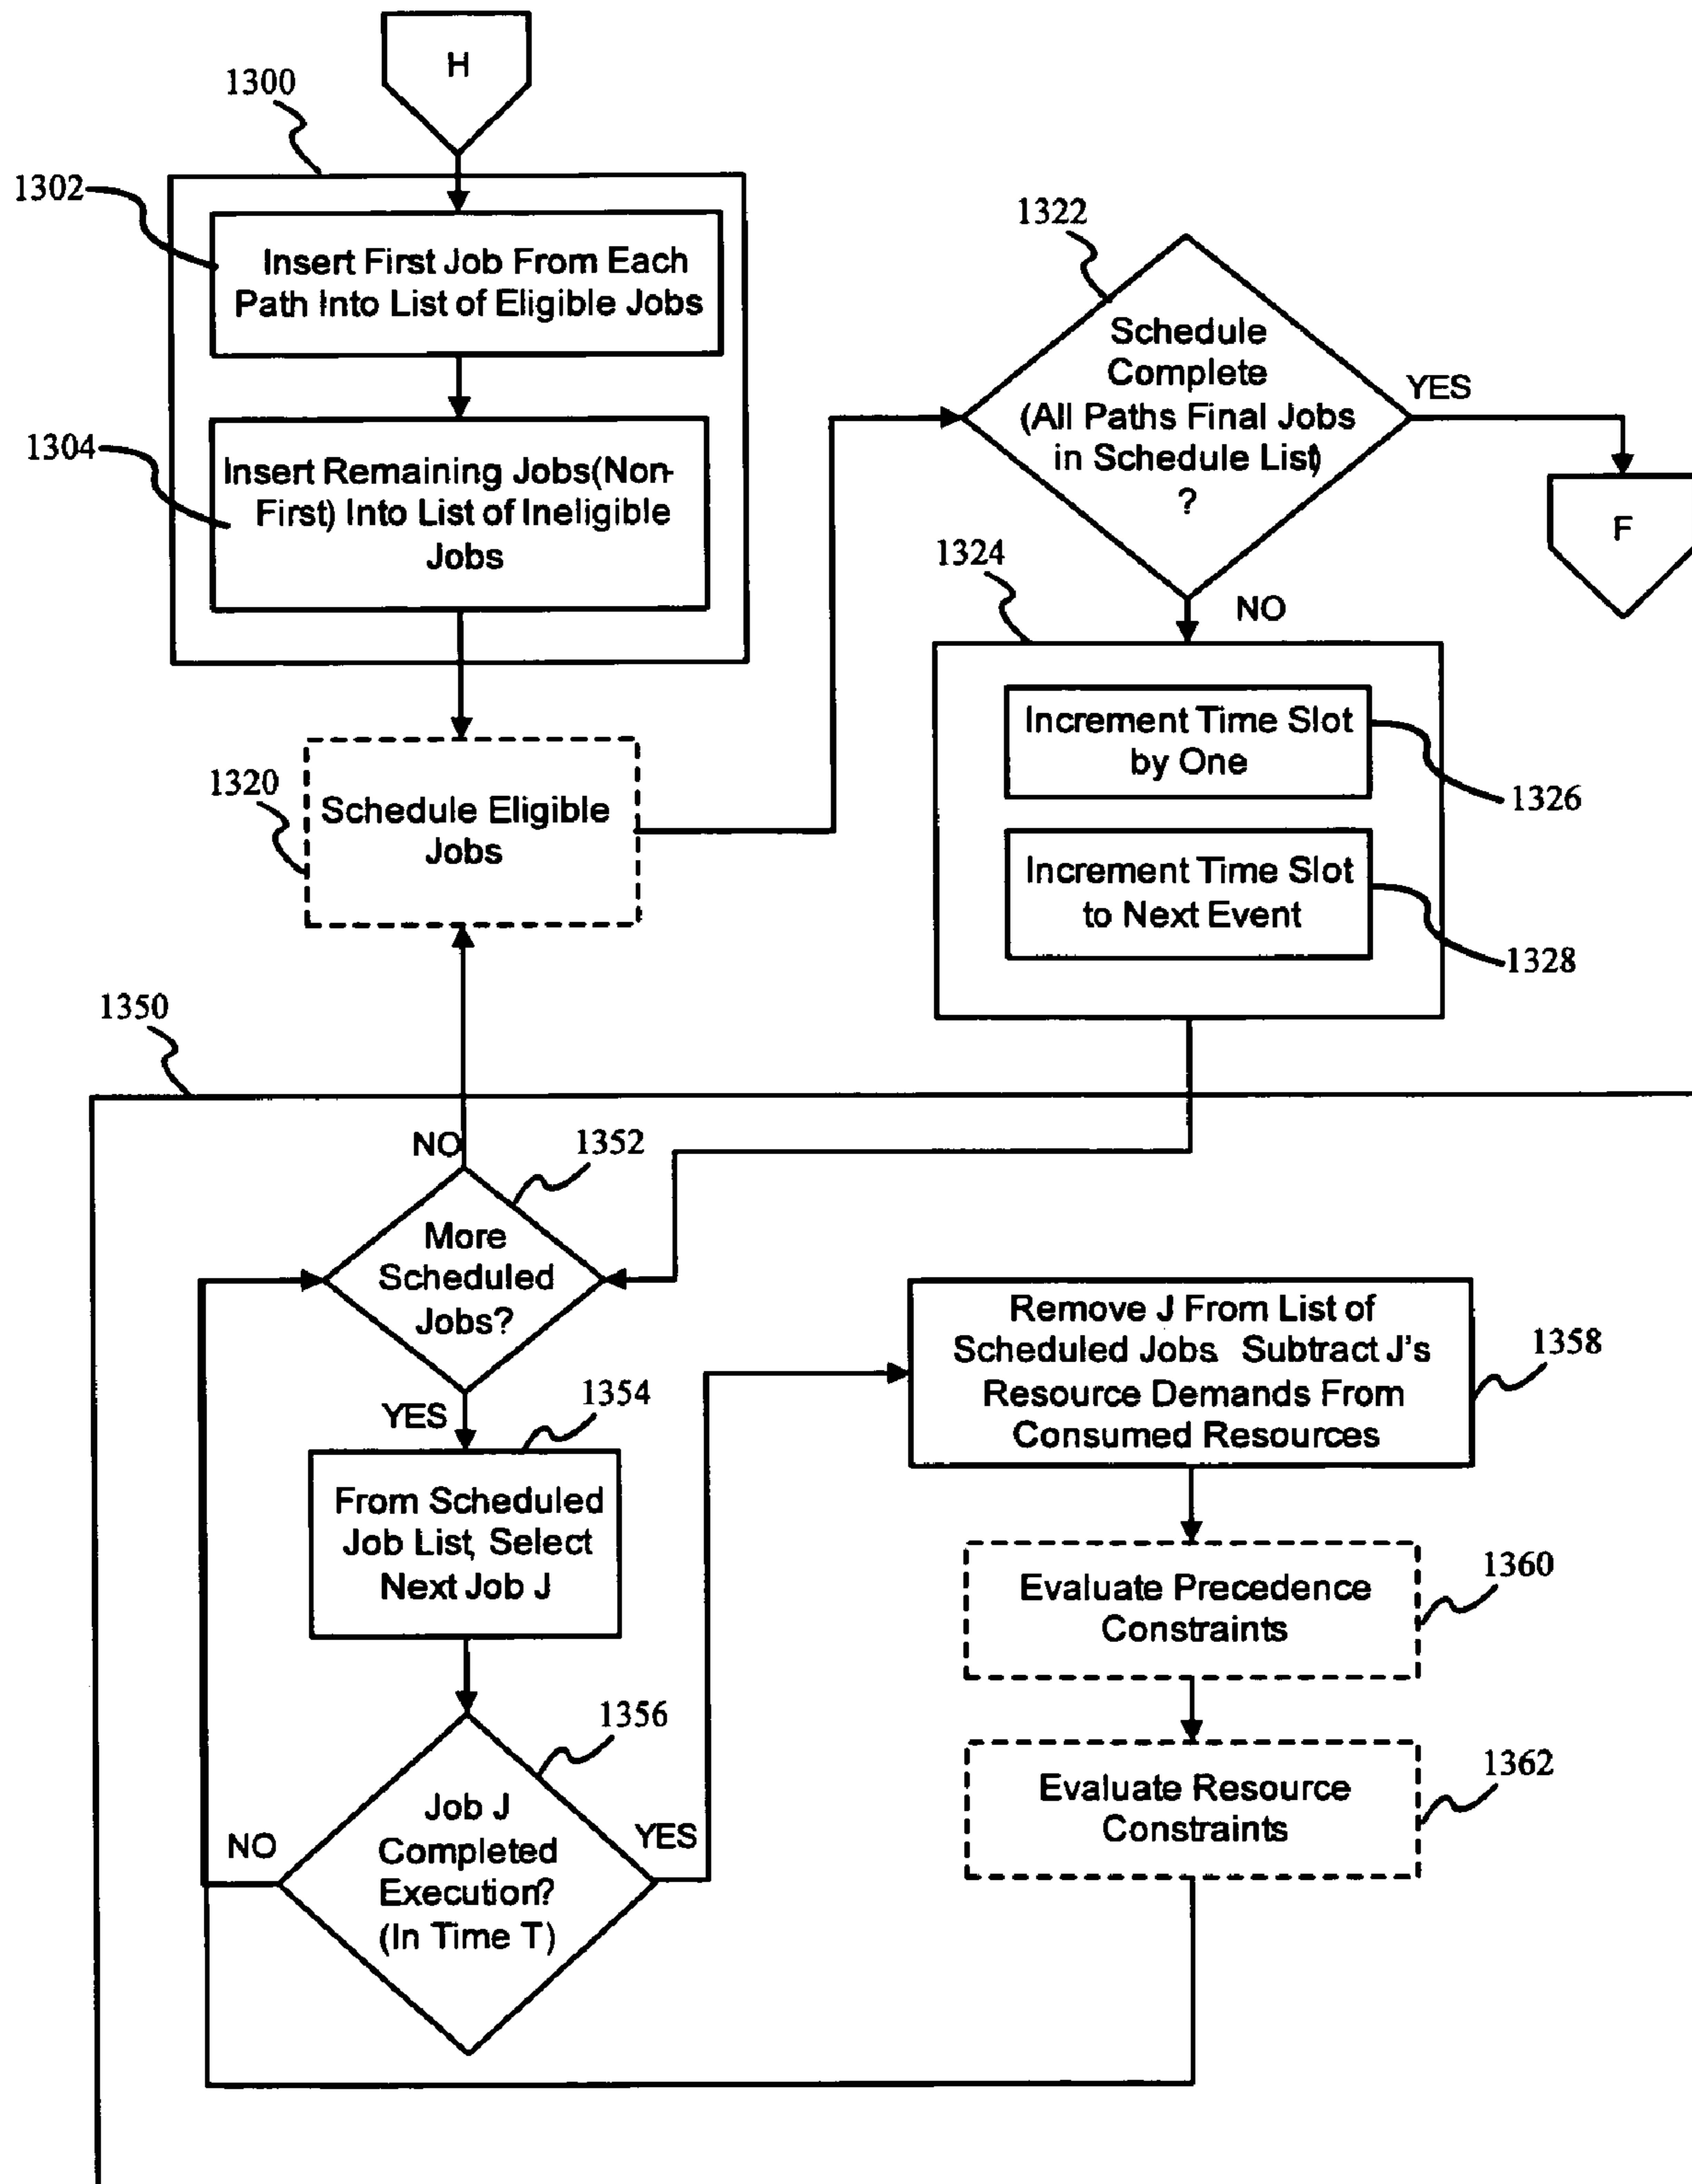 H
1300
1302
Insert First Job From Each
Path Into List of Eligible Jobs
1304
Insert Remaining Jobs(Non-
First) Into List of Ineligible
Jobs
1320
Schedule Eligible
Jobs
1322
Schedule
Complete
(All Paths Final Jobs
in Schedule List)
?
YES
F
NO
1324
Increment Time Slot
by One
1326
Increment Time Slot
to Next Event
1328
1350
NO
1352
More
Scheduled
Jobs?
YES
1354
From Scheduled
Job List, Select
Next Job J
1356
Job J
Completed
Execution?
(In Time T)
NO
YES
Remove J From List of
Scheduled Jobs. Subtract J's
Resource Demands From
Consumed Resources
1358
Evaluate Precedence
Constraints
1360
Evaluate Resource
Constraints
1362